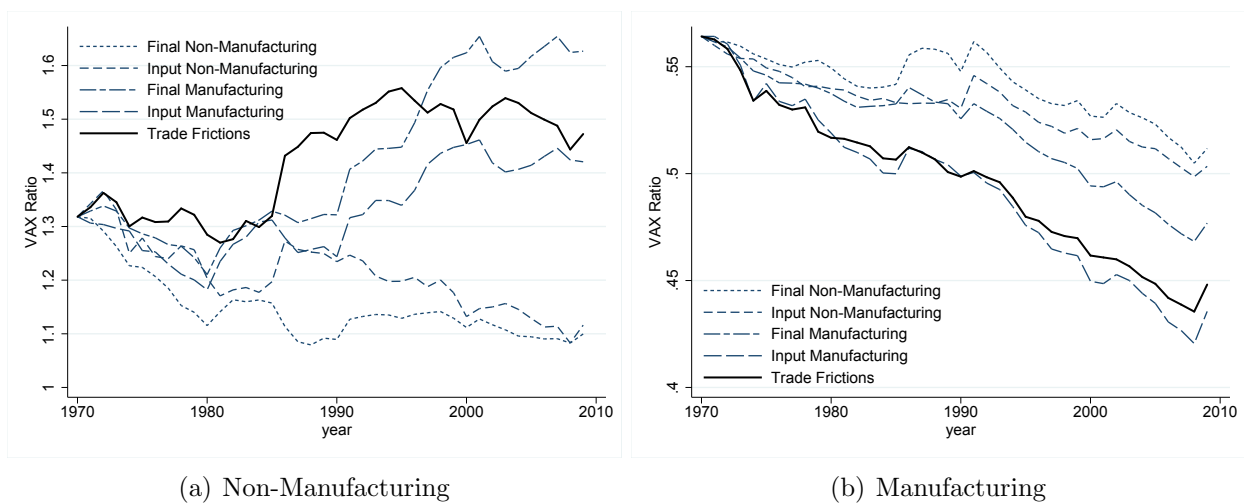 Final Non-Manufacturing
Input Non-Manufacturing
Final Manufacturing
Input Manufacturing
Trade Frictions
VAX Ratio
1.6
1.5
1.4
1.3
1.2
1.1
1
1970 1980 1990 2000 2010
year
(a) Non-Manufacturing
Final Non-Manufacturing
Input Non-Manufacturing
Final Manufacturing
Input Manufacturing
Trade Frictions
VAX Ratio
.55
.5
.45
.4
1970 1980 1990 2000 2010
year
(b) Manufacturing